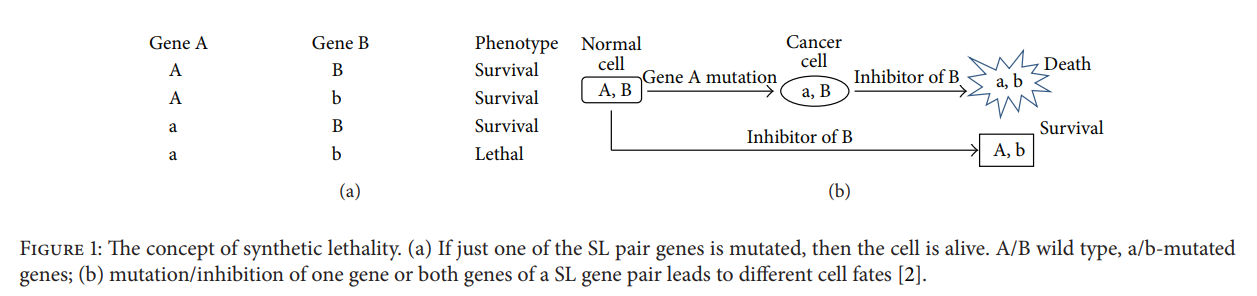 Gene A Gene B Phenotype
A B Survival
A b Survival
a B Survival
a b Lethal
(a)
Normal
cell
A, B
Gene A mutation
Cancer
cell
a, B
Inhibitor of B
a, b
Death
Inhibitor of B
Survival
A, b
(b)
FIGURE 1: The concept of synthetic lethality. (a) If just one of the SL pair genes is mutated, then the cell is alive. A/B wild type, a/b-mutated
genes; (b) mutation/inhibition of one gene or both genes of a SL gene pair leads to different cell fates [2].